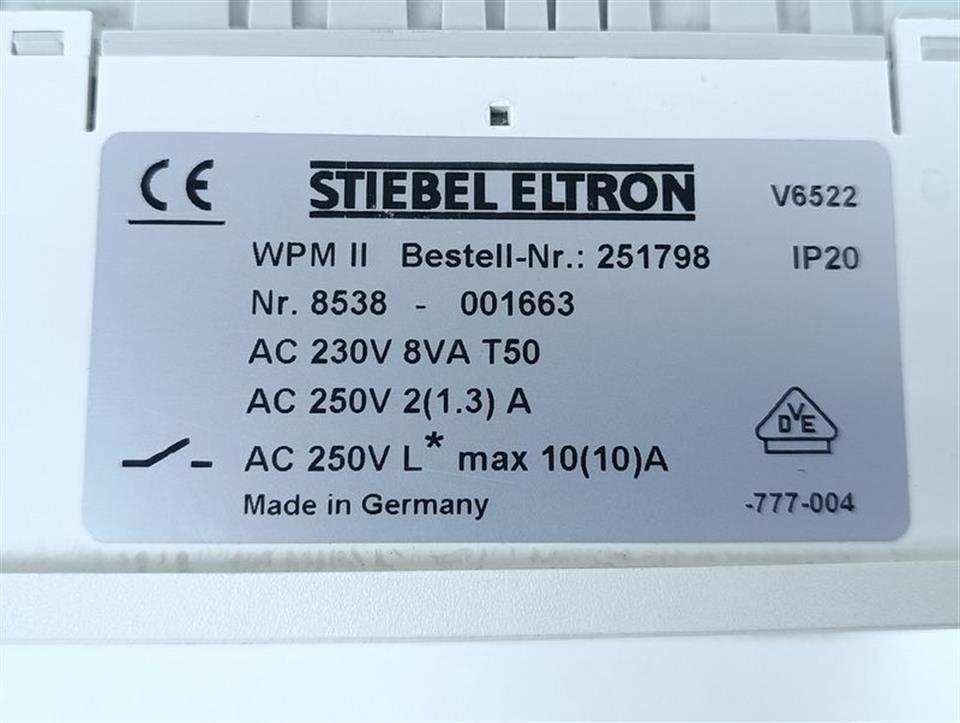 CE STIEBEL ELTRON V6522
WPM II Bestell-Nr.: 251798 IP20
Nr. 8538 - 001663
AC 230V 8VA T50
AC 250V 2(1.3) A
DVE
AC 250V L* max 10(10)A
Made in Germany -777-004